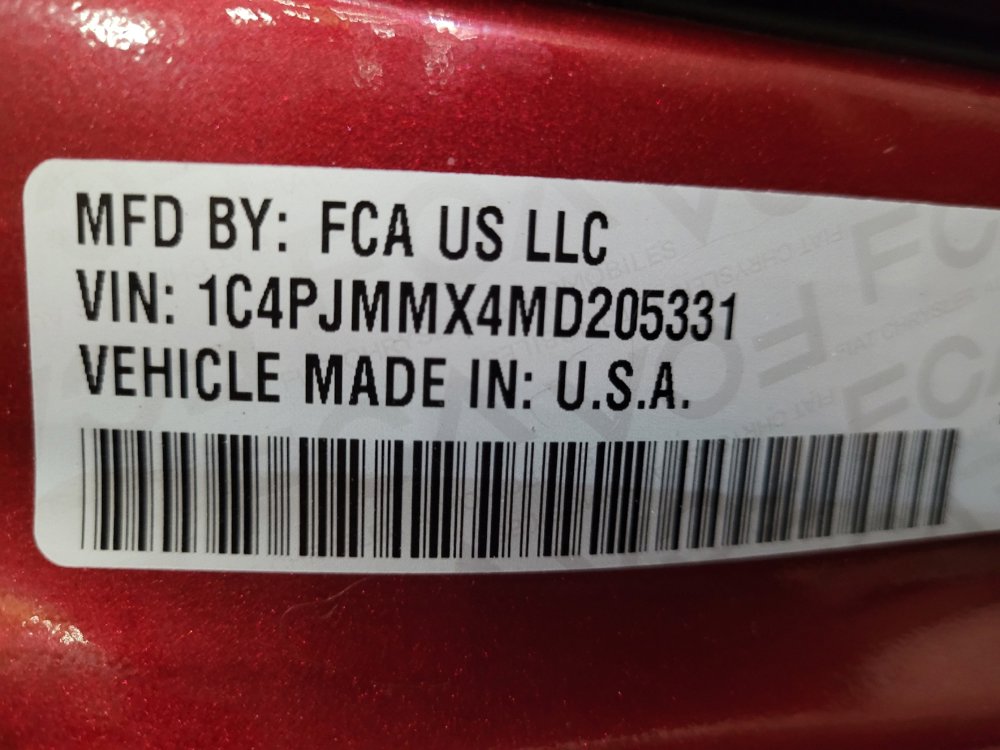 MFD BY: FCA US LLC
VIN: 1C4PJMMX4MD205331
VEHICLE MADE IN: U.S.A.